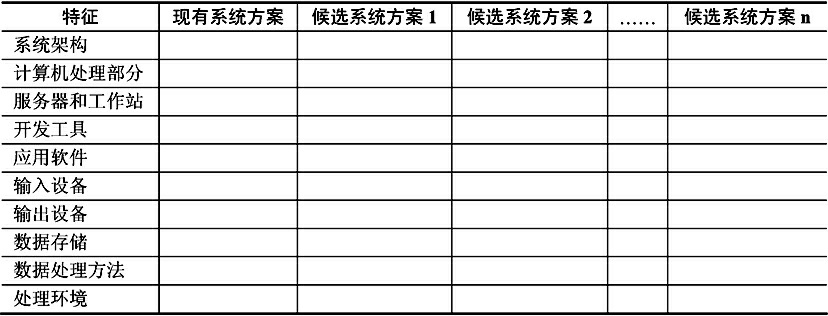 特征 现有系统方案 候选系统方案 1 候选系统方案 2 …… 候选系统方案 n
系统架构
计算机处理部分
服务器和工作站
开发工具
应用软件
输入设备
输出设备
数据存储
数据处理方法
处理环境